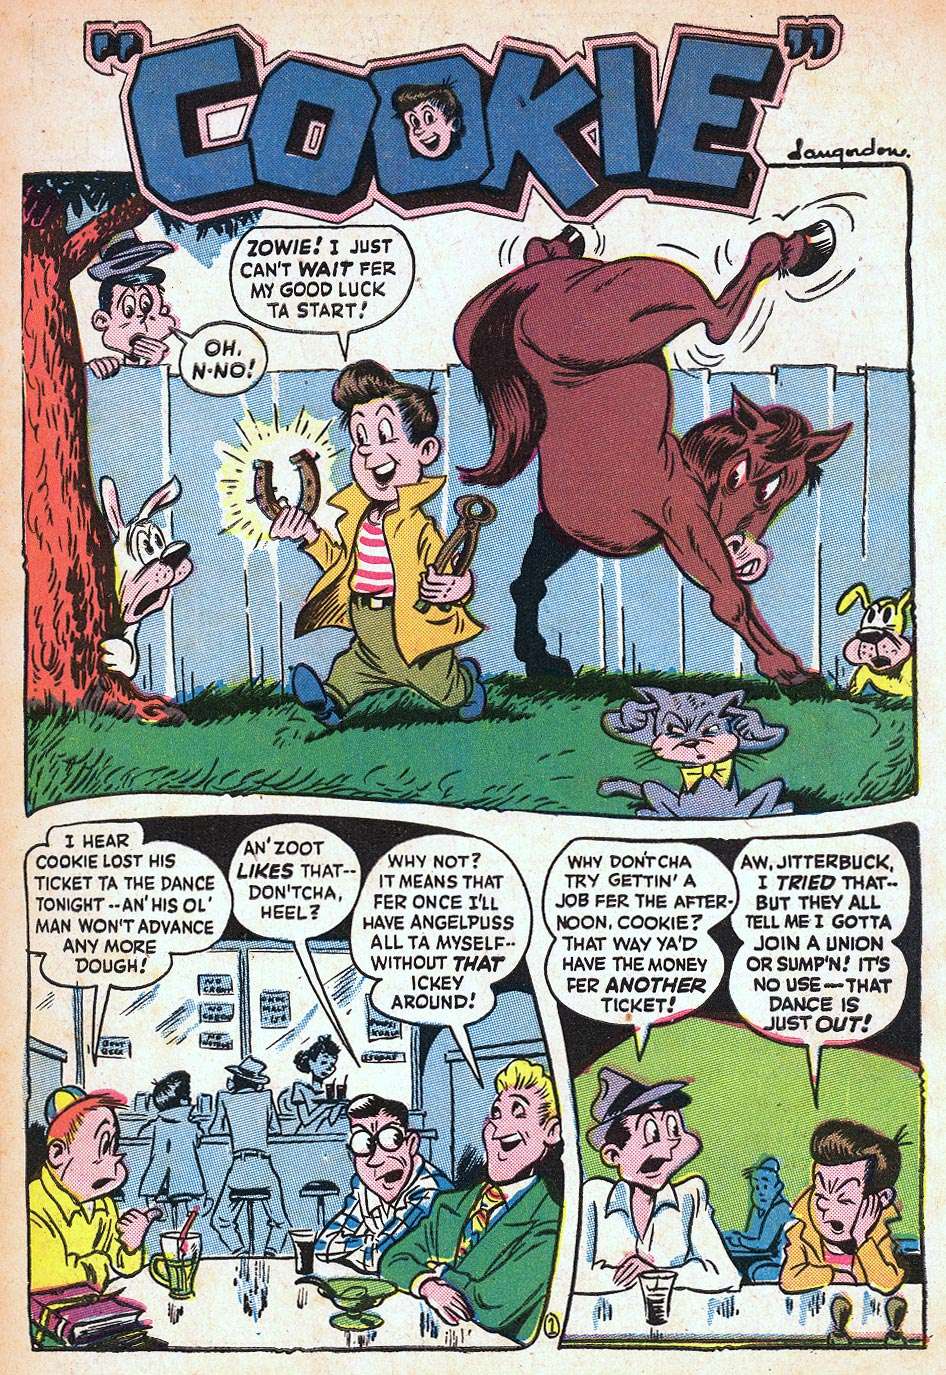 "COOKIE"
dangordon.
ZOWIE! I JUST
CAN'T WAIT FER
MY GOOD LUCK
TA START!
OH,
N-NO!
I HEAR
COOKIE LOST HIS
TICKET TA THE DANCE
TONIGHT--AN' HIS OL'
MAN WON'T ADVANCE
ANY MORE
DOUGH!
AN' ZOOT
LIKES THAT--
DON'TCHA,
HEEL?
WHY NOT?
IT MEANS THAT
FER ONCE I'LL
HAVE ANGELPUSS
ALL TA MYSELF--
WITHOUT THAT
ICKEY
AROUND!
1
WHY DON'TCHA
TRY GETTIN' A
JOB FER THE AFTER-
NOON, COOKIE?
THAT WAY YA'D
HAVE THE MONEY
FER ANOTHER
TICKET!
AW, JITTERBUCK,
I TRIED THAT--
BUT THEY ALL
TELL ME I GOTTA
JOIN A UNION
OR SUMP'N! IT'S
NO USE--THAT
DANCE IS
JUST OUT!